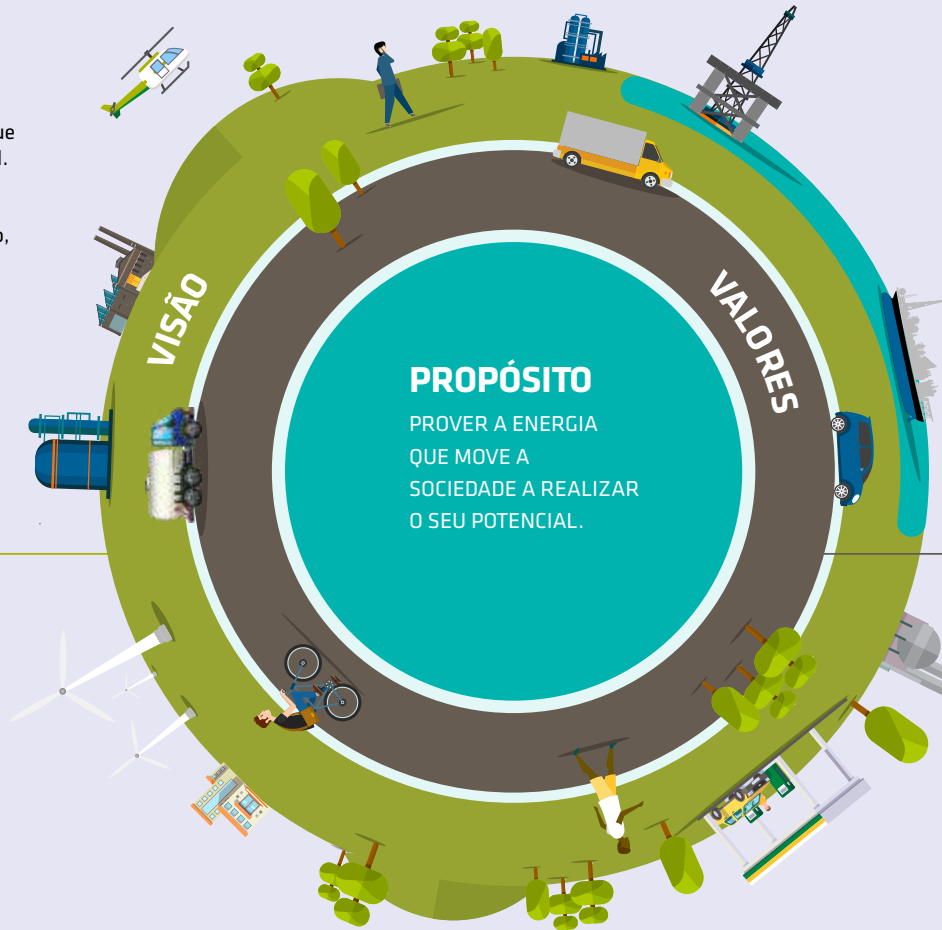 VISÃO
VALORES
PROPÓSITO
PROVER A ENERGIA
QUE MOVE A
SOCIEDADE A REALIZAR
O SEU POTENCIAL.